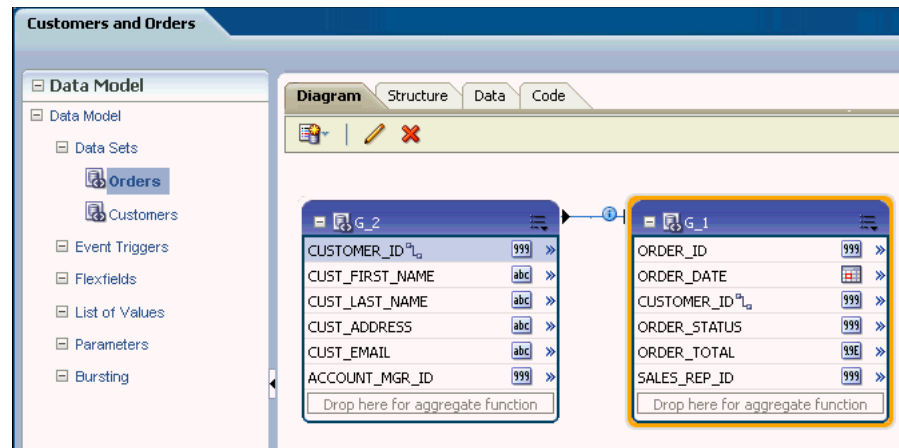 Customers and Orders
Data Model
Data Model
Data Sets
Orders
Customers
Event Triggers
Flexfields
List of Values
Parameters
Bursting
Diagram Structure Data Code
G_2
CUSTOMER_ID 999
CUST_FIRST_NAME abc
CUST_LAST_NAME abc
CUST_ADDRESS abc
CUST_EMAIL abc
ACCOUNT_MGR_ID 999
Drop here for aggregate function
G_1
ORDER_ID 999
ORDER_DATE
CUSTOMER_ID 999
ORDER_STATUS 999
ORDER_TOTAL 99E
SALES_REP_ID 999
Drop here for aggregate function